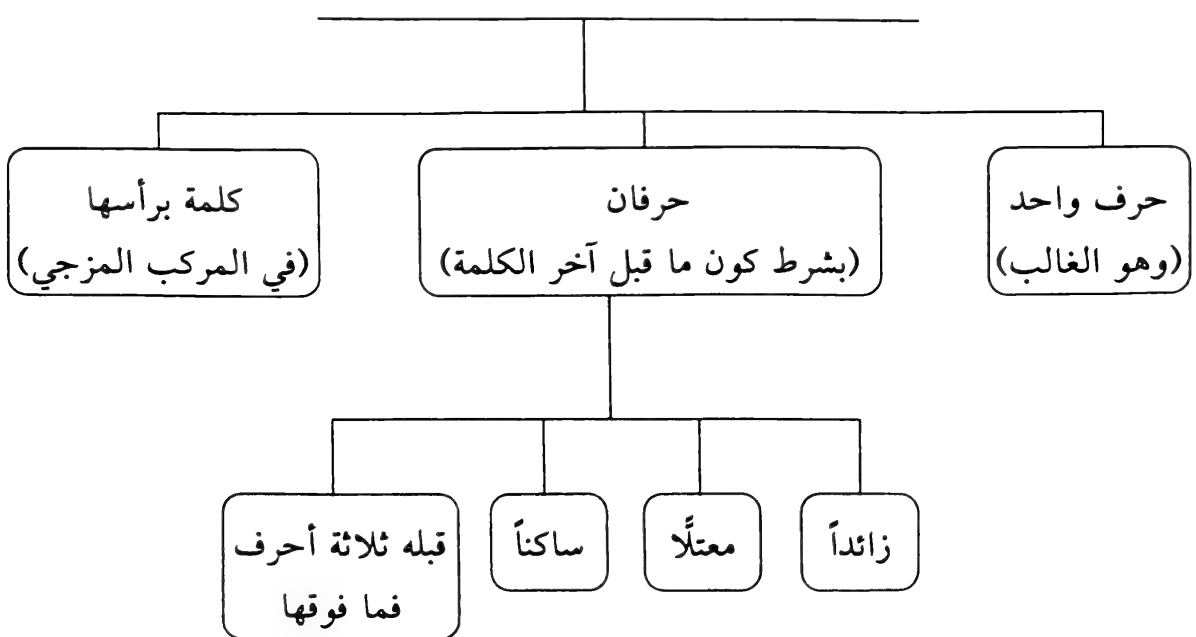 حرف واحد
(وهو الغالب)
حرفان
(بشرط كون ما قبل آخر الكلمة)
كلمة برأسها
(في المركب المزجي)
زائداً
معتلًّا
ساكناً
قبله ثلاثة أحرف
فما فوقها